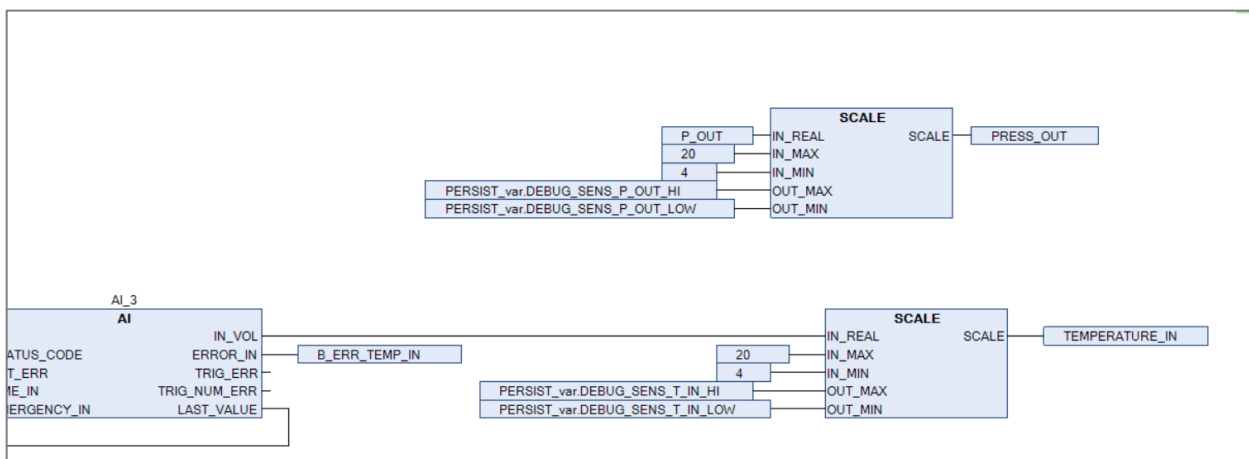 SCALE
P_OUT IN_REAL SCALE PRESS_OUT
20 IN_MAX
4 IN_MIN
PERSIST_var.DEBUG_SENS_P_OUT_HI OUT_MAX
PERSIST_var.DEBUG_SENS_P_OUT_LOW OUT_MIN
AI_3
AI
IN_VOL
ATUS_CODE ERROR_IN B_ERR_TEMP_IN
T_ERR TRIG_ERR
ME_IN TRIG_NUM_ERR
ERGENCY_IN LAST_VALUE
SCALE
IN_REAL SCALE TEMPERATURE_IN
20 IN_MAX
4 IN_MIN
PERSIST_var.DEBUG_SENS_T_IN_HI OUT_MAX
PERSIST_var.DEBUG_SENS_T_IN_LOW OUT_MIN